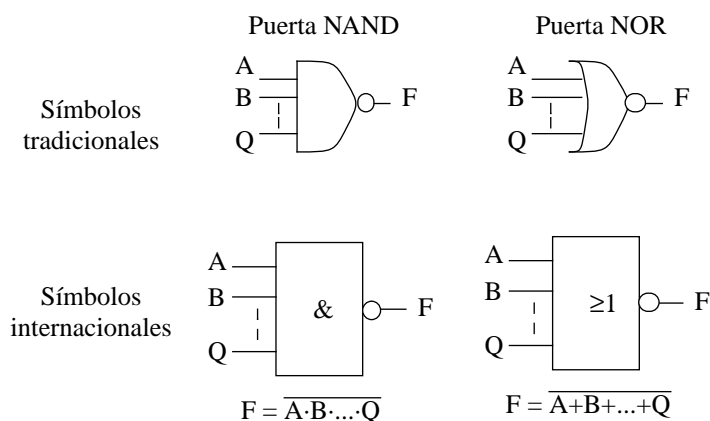 Puerta NAND
Puerta NOR
Símbolos
tradicionales
A
B
Q
F
A
B
Q
F
Símbolos
internacionales
A
B
Q
&
F
A
B
Q
≥1
F
F = A·B·...·Q
F = A+B+...+Q